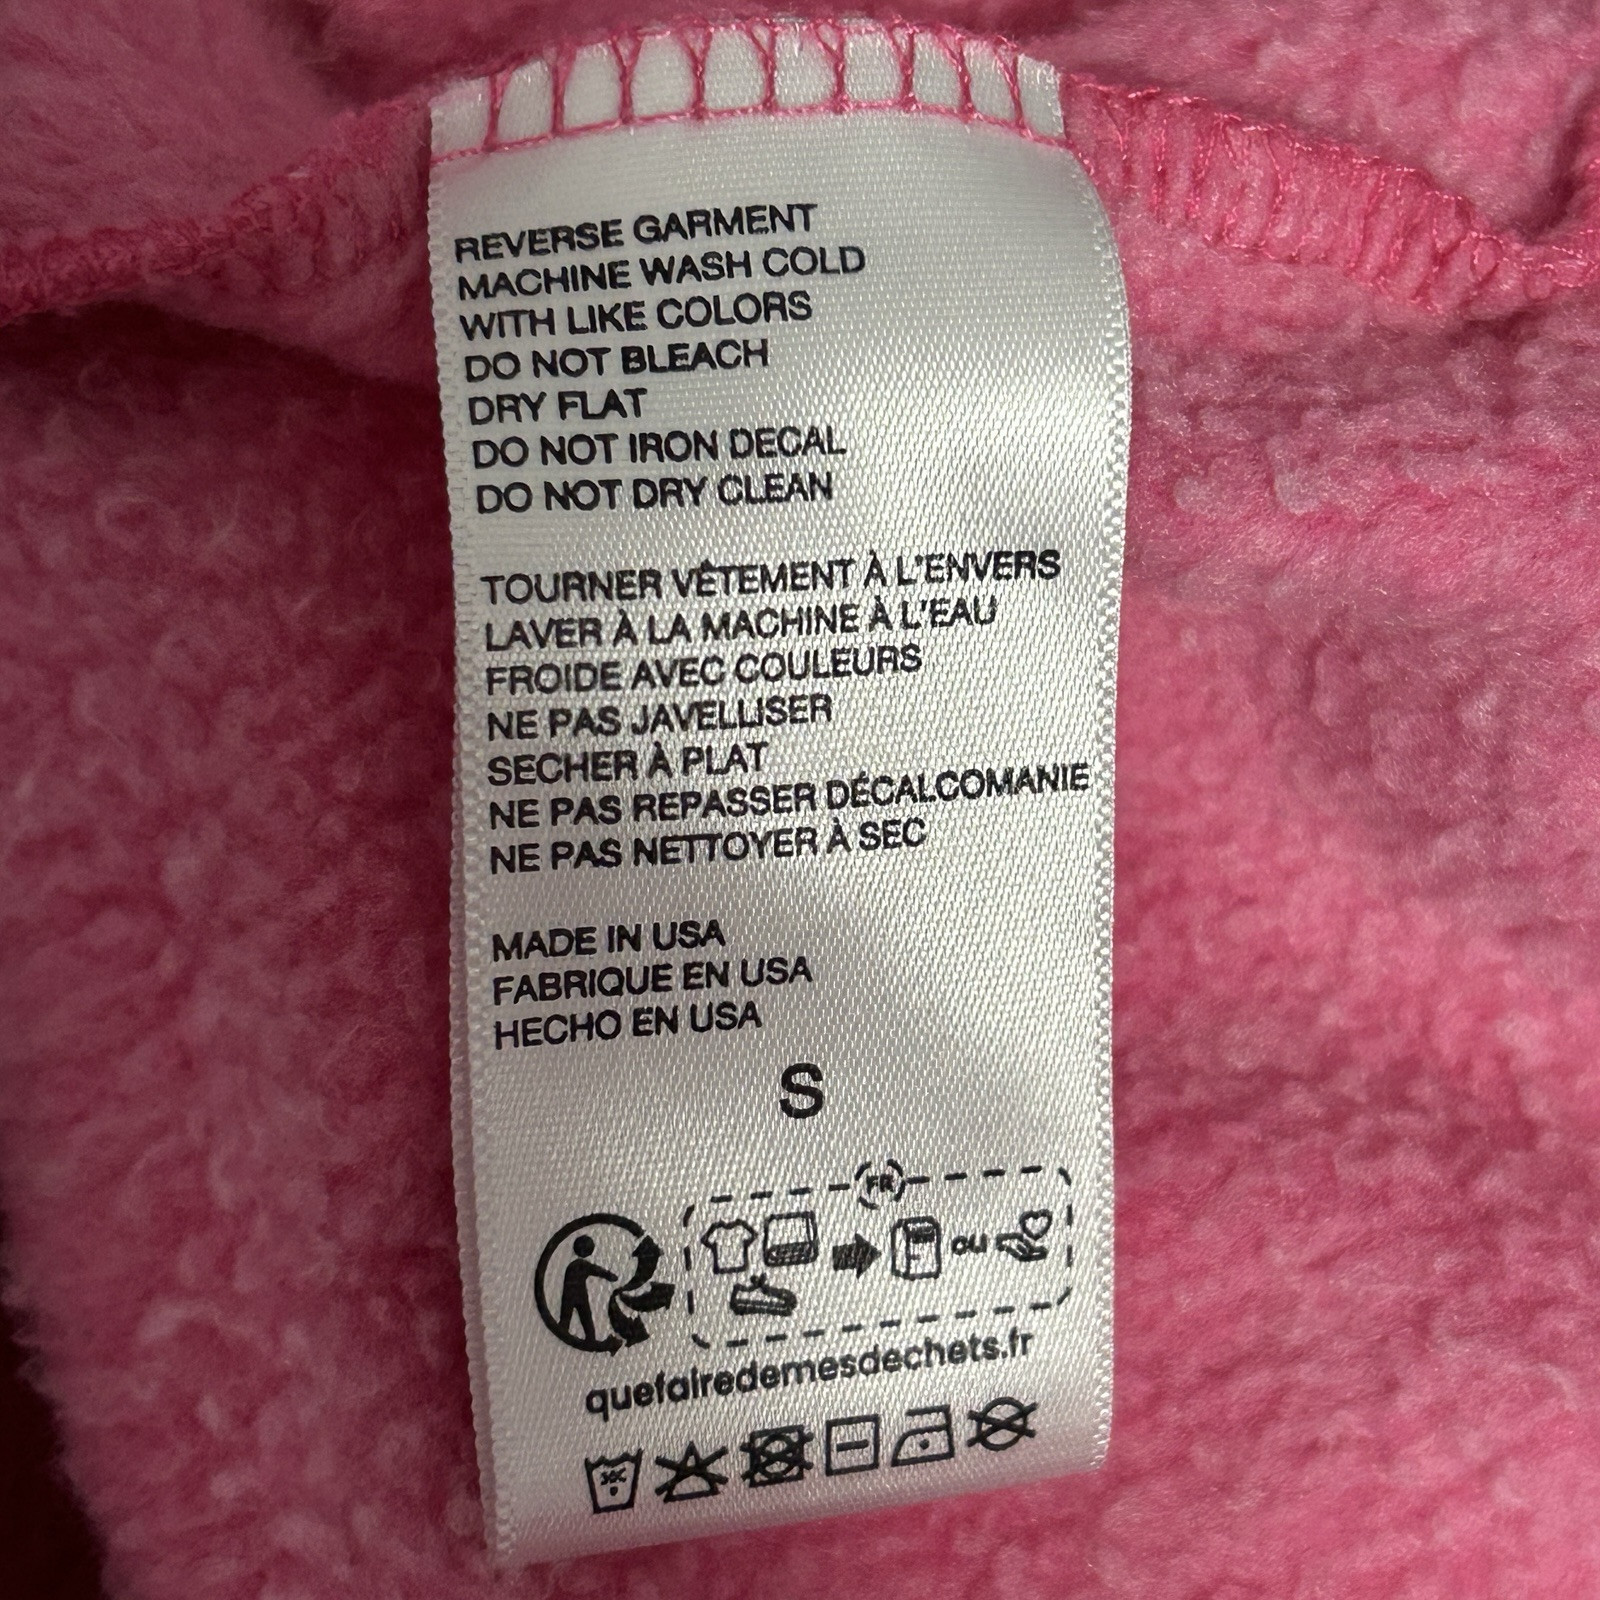 REVERSE GARMENT
MACHINE WASH COLD
WITH LIKE COLORS
DO NOT BLEACH
DRY FLAT
DO NOT IRON DECAL
DO NOT DRY CLEAN
TOURNER VÊTEMENT À L'ENVERS
LAVER À LA MACHINE À L'EAU
FROIDE AVEC COULEURS
NE PAS JAVELLISER
SECHER À PLAT
NE PAS REPASSER DÉCALCOMANIE
NE PAS NETTOYER À SEC
MADE IN USA
FABRIQUE EN USA
HECHO EN USA
S
FR
ou
quefairedemesdechets.fr